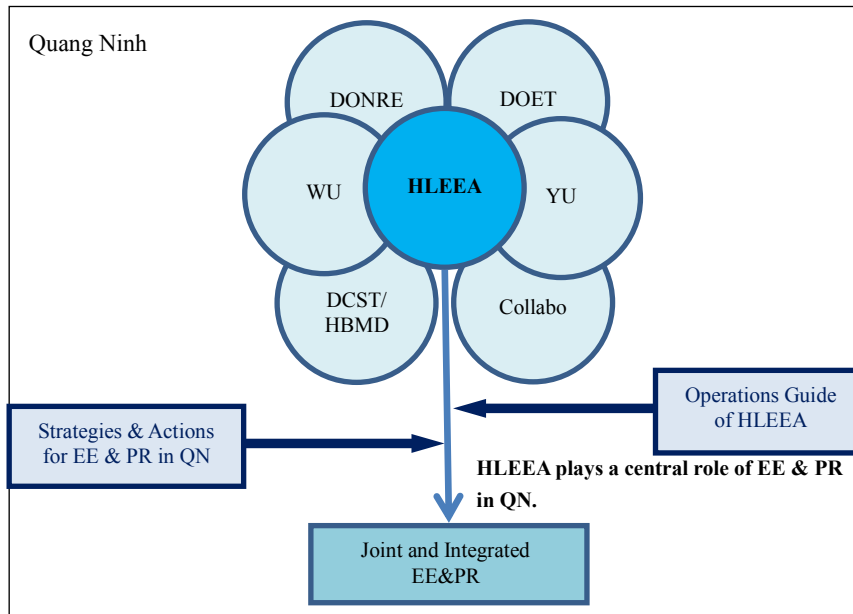 Quang Ninh
DONRE
DOET
WU
HLEEA
YU
DCST/
HBMD
Collabo
Strategies & Actions
for EE & PR in QN
Operations Guide
of HLEEA
HLEEA plays a central role of EE & PR
in QN.
Joint and Integrated
EE&PR